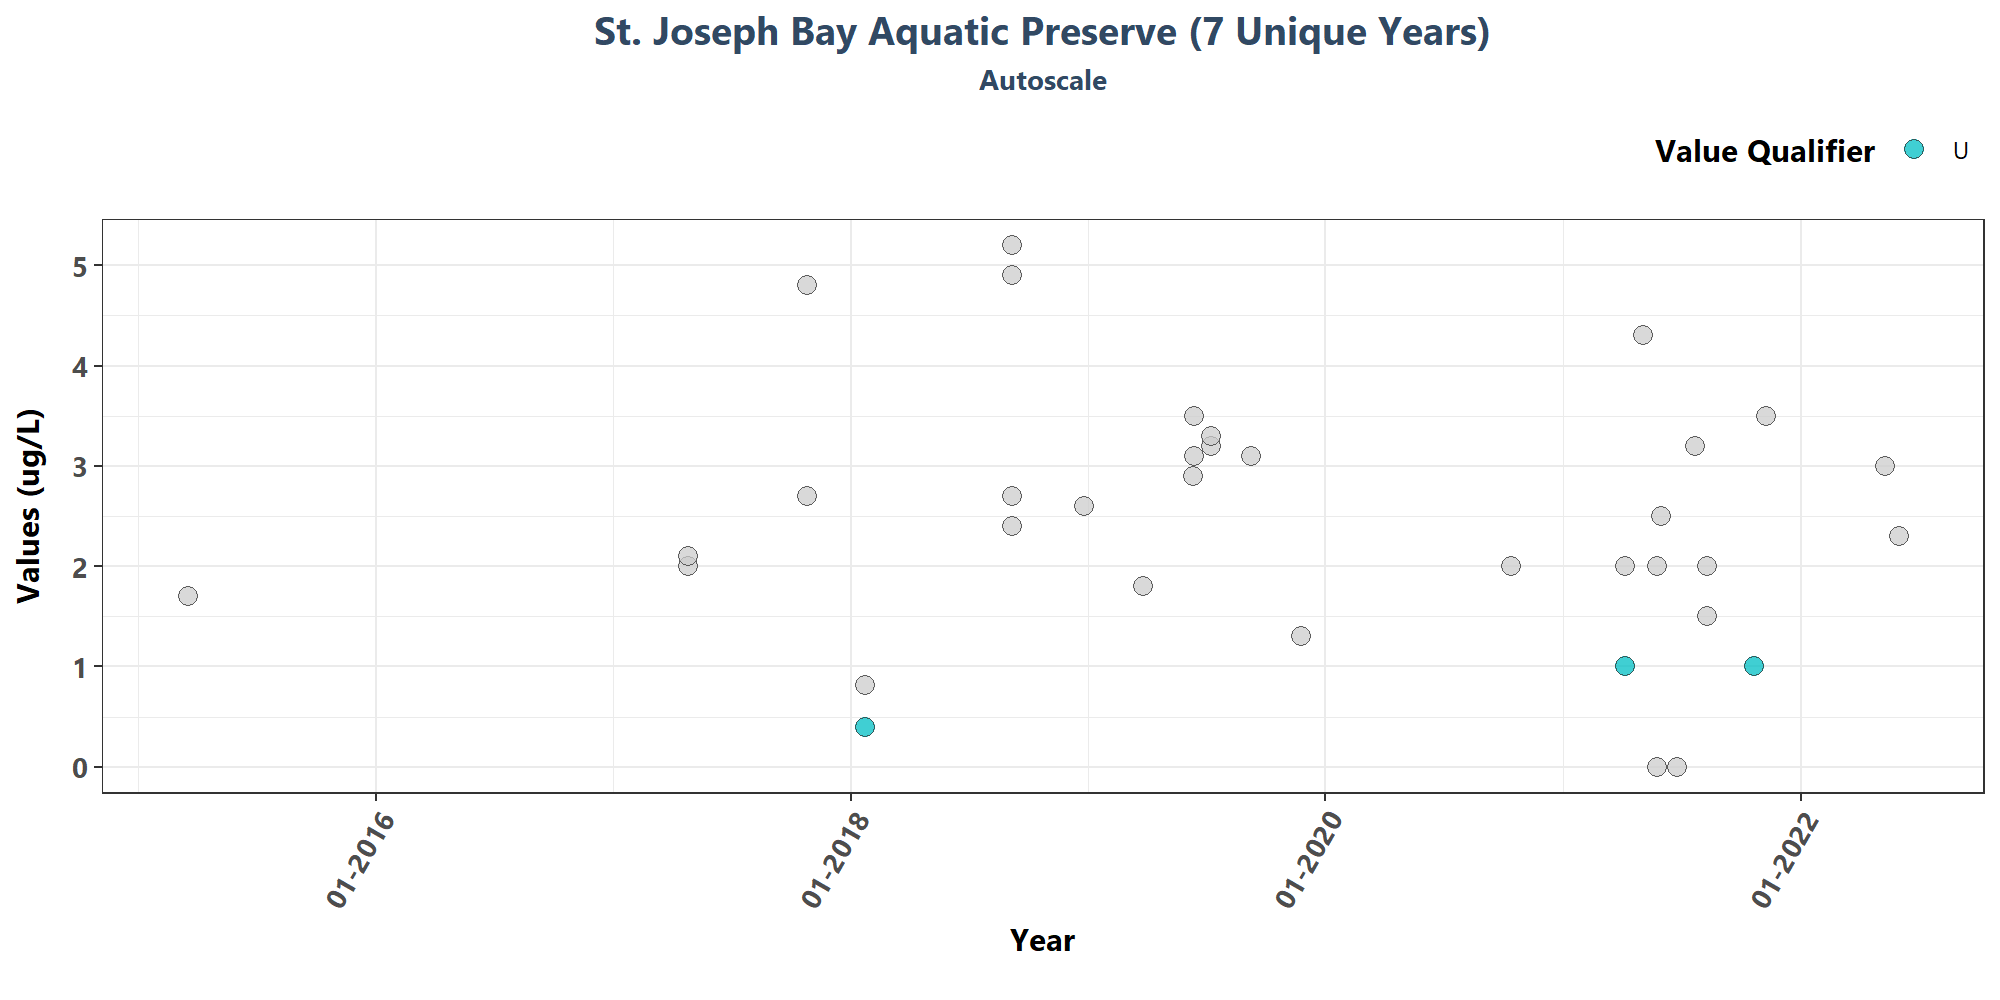 St. Joseph Bay Aquatic Preserve (7 Unique Years)
Autoscale
Value Qualifier U
Values (ug/L)
5
4
3
2
1
0
01-2016 01-2018 01-2020 01-2022
Year